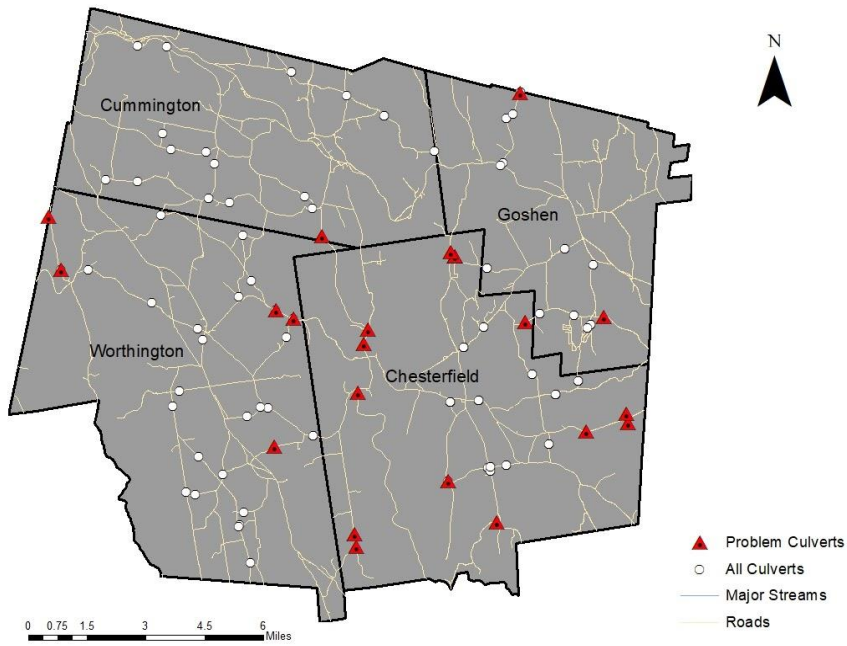 N
Cummington
Goshen
Worthington
Chesterfield
Problem Culverts
All Culverts
Major Streams
Roads
0 0.75 1.5 3 4.5 6
Miles